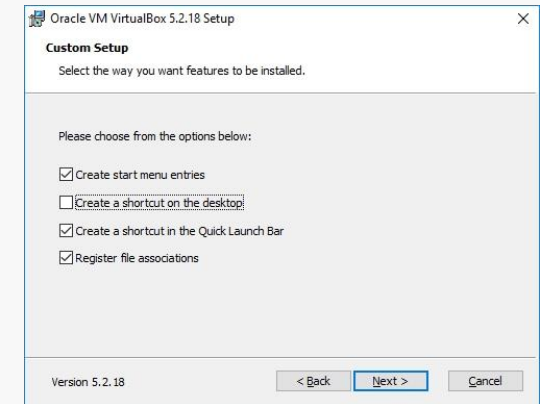 Oracle VM VirtualBox 5.2.18 Setup
Custom Setup
Select the way you want features to be installed.
Please choose from the options below:
Create start menu entries
Create a shortcut on the desktop
Create a shortcut in the Quick Launch Bar
Register file associations
Version 5.2.18 < Back Next > Cancel